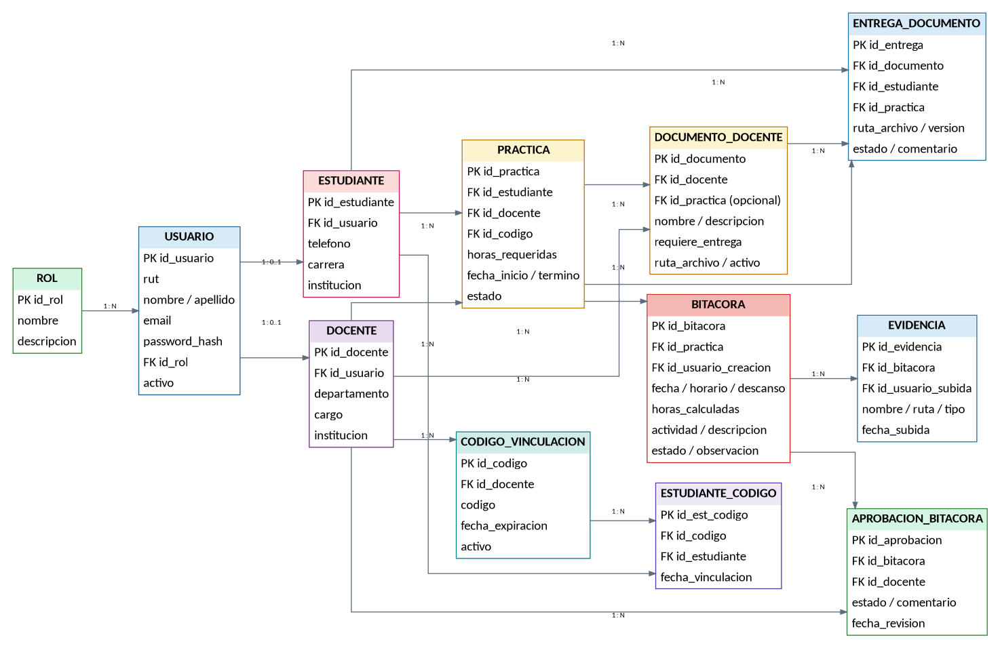 ROL
PK id_rol
nombre
descripcion
1:N
USUARIO
PK id_usuario
rut
nombre / apellido
email
password_hash
FK id_rol
activo
1:0..1
1:0..1
ESTUDIANTE
PK id_estudiante
FK id_usuario
telefono
carrera
institucion
DOCENTE
PK id_docente
FK id_usuario
departamento
cargo
institucion
1:N
1:N
1:N
PRACTICA
PK id_practica
FK id_estudiante
FK id_docente
FK id_codigo
horas_requeridas
fecha_inicio / termino
estado
1:N
1:N
CODIGO_VINCULACION
PK id_codigo
FK id_docente
codigo
fecha_expiracion
activo
1:N
1:N
1:N
1:N
1:N
1:N
DOCUMENTO_DOCENTE
PK id_documento
FK id_docente
FK id_practica (opcional)
nombre / descripcion
requiere_entrega
ruta_archivo / activo
BITACORA
PK id_bitacora
FK id_practica
FK id_usuario_creacion
fecha / horario / descanso
horas_calculadas
actividad / descripcion
estado / observacion
ESTUDIANTE_CODIGO
PK id_est_codigo
FK id_codigo
FK id_estudiante
fecha_vinculacion
1:N
1:N
1:N
ENTREGA_DOCUMENTO
PK id_entrega
FK id_documento
FK id_estudiante
FK id_practica
ruta_archivo / version
estado / comentario
EVIDENCIA
PK id_evidencia
FK id_bitacora
FK id_usuario_subida
nombre / ruta / tipo
fecha_subida
APROBACION_BITACORA
PK id_aprobacion
FK id_bitacora
FK id_docente
estado / comentario
fecha_revision